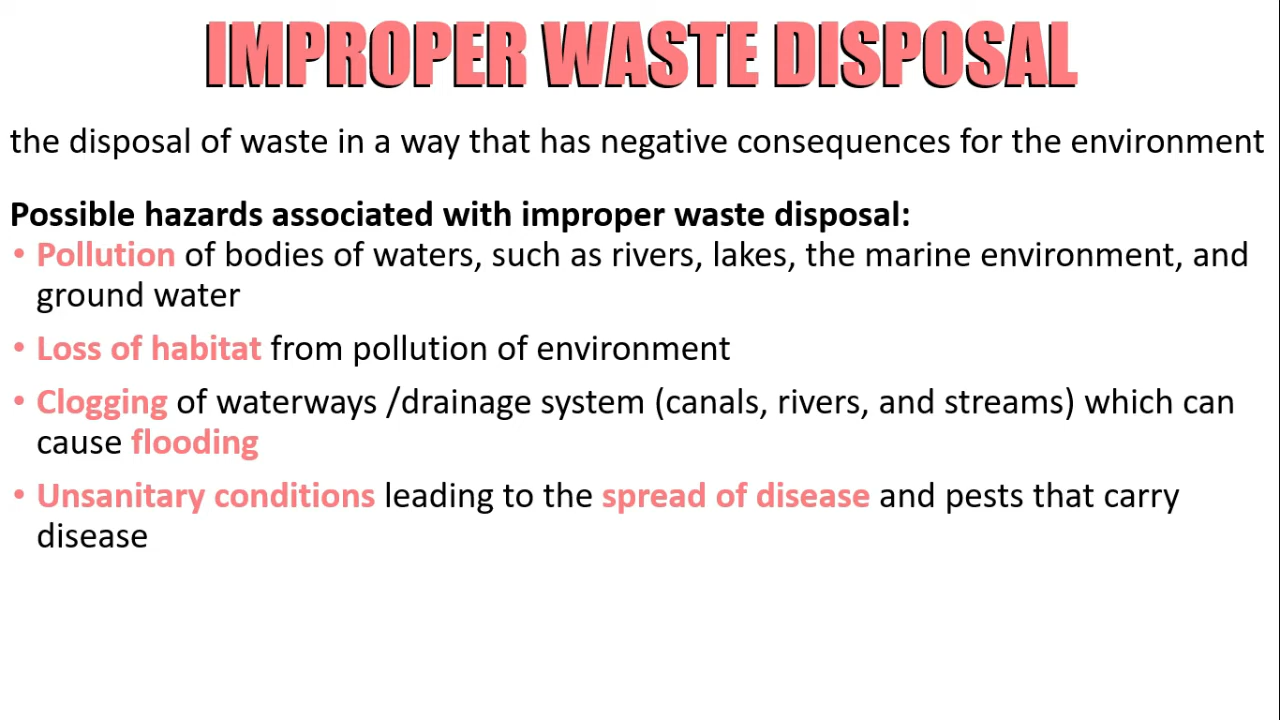 IMPROPER WASTE DISPOSAL
the disposal of waste in a way that has negative consequences for the environment
Possible hazards associated with improper waste disposal:
• Pollution of bodies of waters, such as rivers, lakes, the marine environment, and
ground water
• Loss of habitat from pollution of environment
• Clogging of waterways /drainage system (canals, rivers, and streams) which can
cause flooding
• Unsanitary conditions leading to the spread of disease and pests that carry
disease